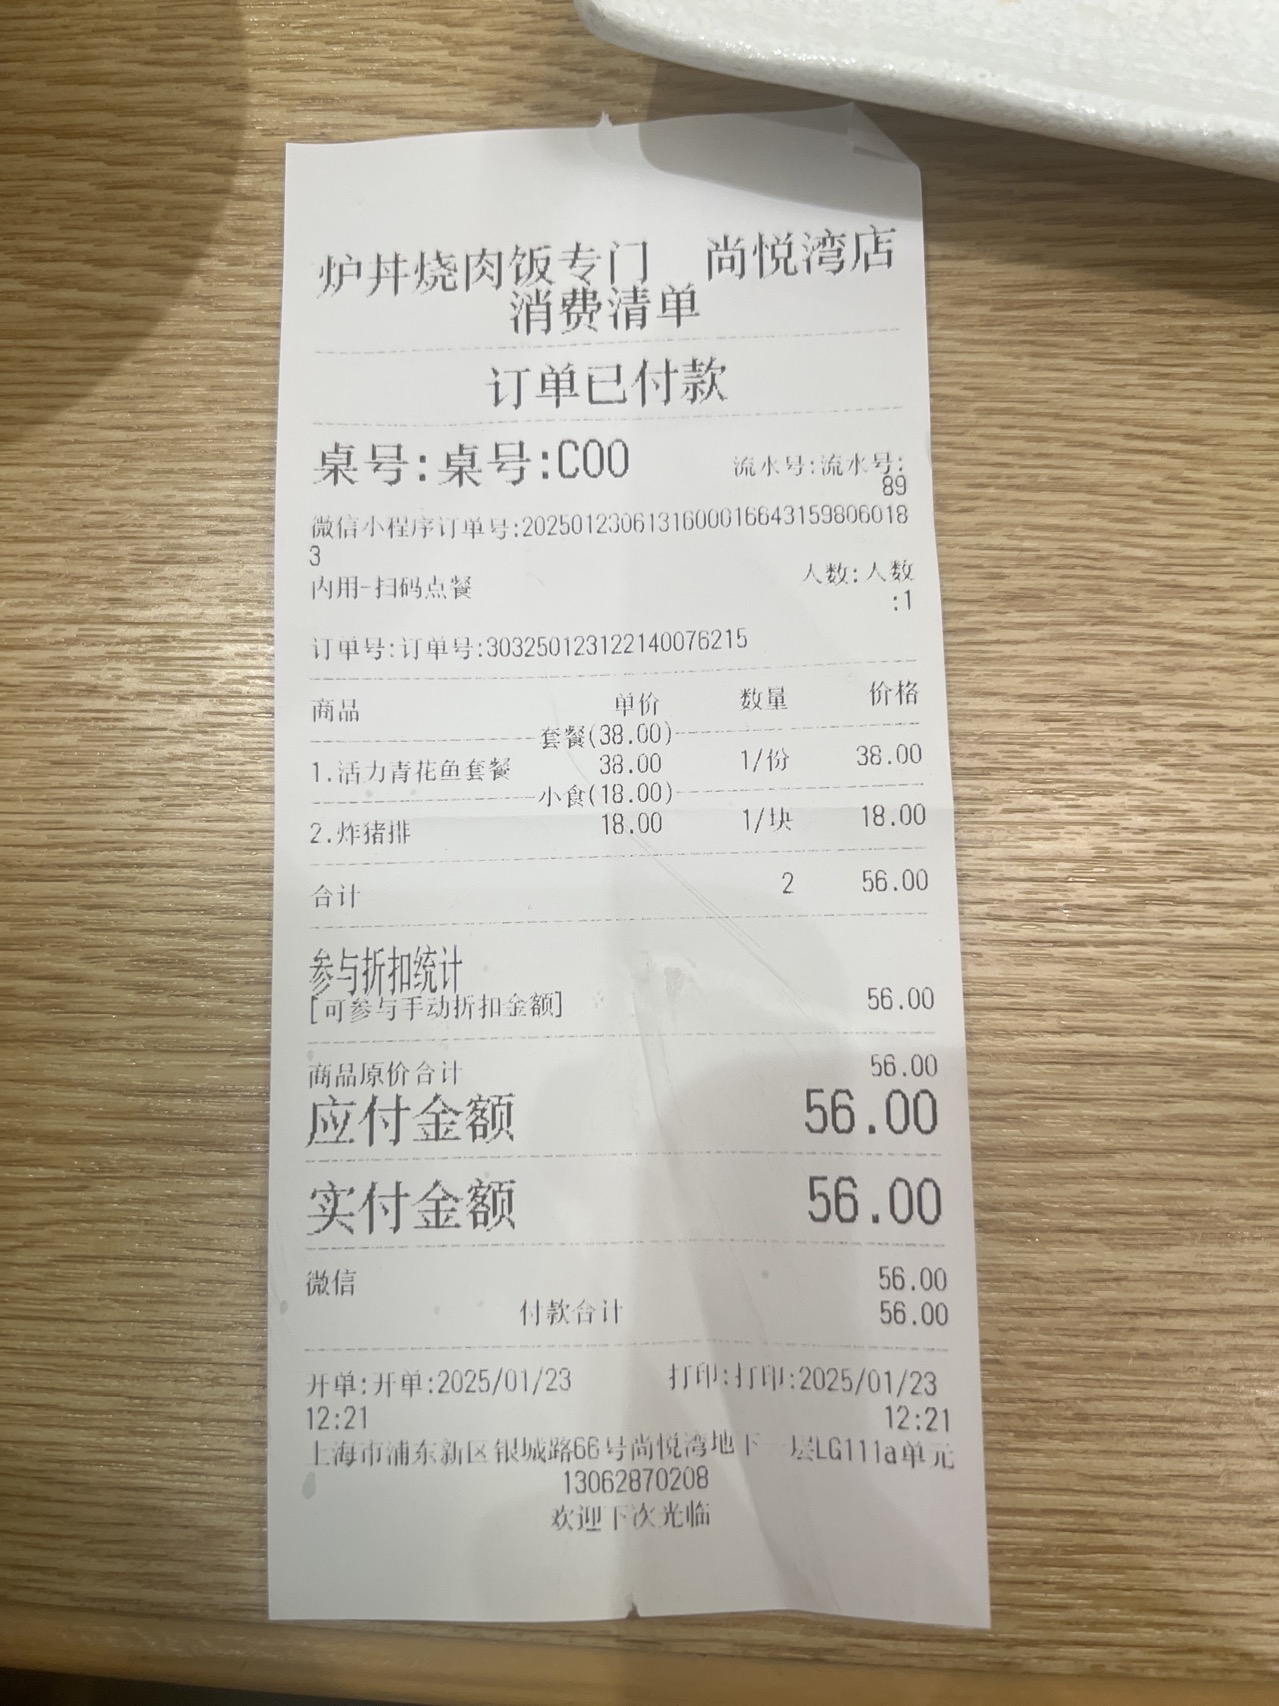 炉丼烧肉饭专门 尚悦湾店
消费清单
订单已付款
桌号:桌号:C00 流水号:流水号:
89
微信小程序订单号:2025012306131600016643159806018
3
内用-扫码点餐 人数:人数
:1
订单号:订单号:303250123122140076215
商品 单价 数量 价格
套餐(38.00)
1.活力青花鱼套餐 38.00 1/份 38.00
小食(18.00)
2.炸猪排 18.00 1/块 18.00
合计 2 56.00
参与折扣统计
[可参与手动折扣金额] 56.00
商品原价合计 56.00
应付金额 56.00
实付金额 56.00
微信 56.00
付款合计 56.00
开单:开单:2025/01/23 打印:打印:2025/01/23
12:21 12:21
上海市浦东新区银城路66号尚悦湾地下一层LG111a单元
13062870208
欢迎下次光临